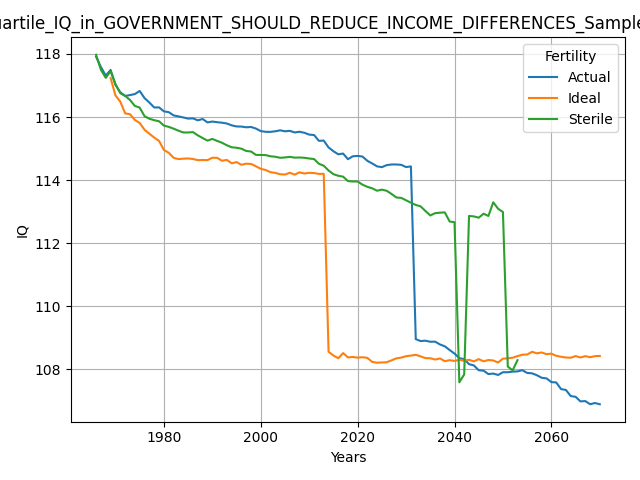 uartile_IQ_in_GOVERNMENT_SHOULD_REDUCE_INCOME_DIFFERENCES_Sample
118
116
114
112
110
108
IQ
1980
2000
2020
2040
2060
Years
Fertility
Actual
Ideal
Sterile